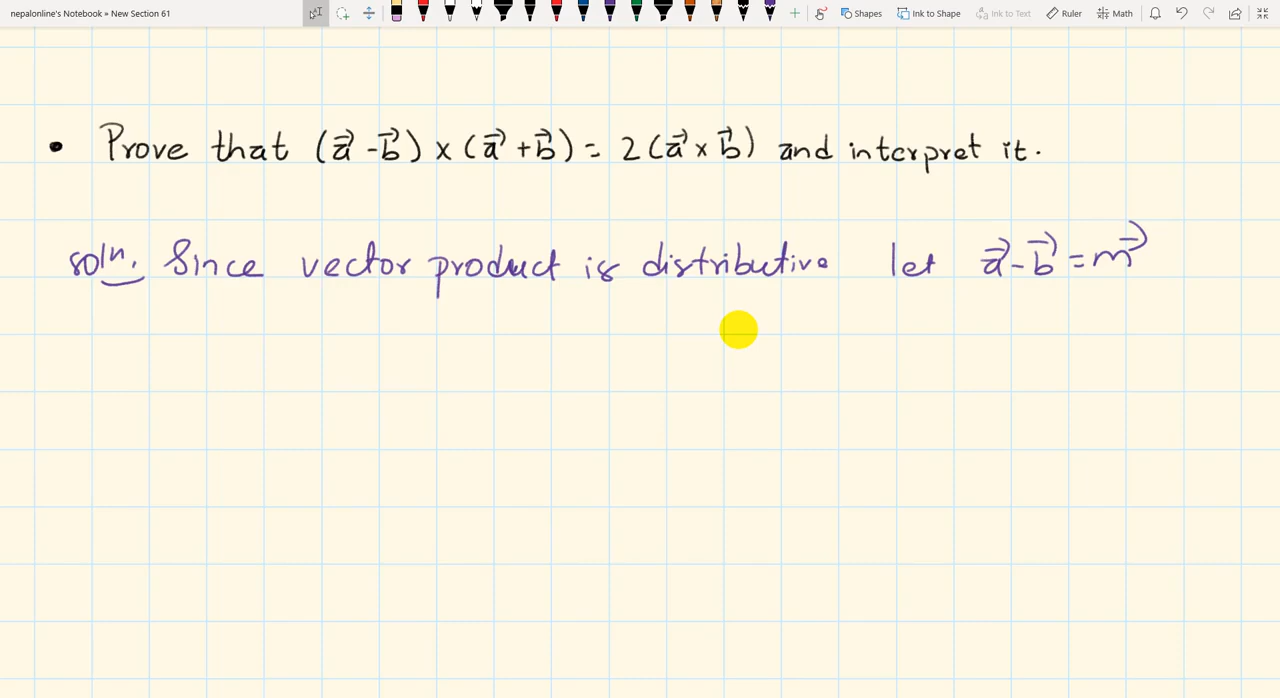 nepalonline's Notebook » New Section 61
Shapes Ink to Shape Ink to Text Ruler Math
• Prove that (a⃗ - b⃗) × (a⃗ + b⃗) = 2(a⃗ × b⃗) and interpret it.
soln. Since vector product is distributive let a⃗ - b⃗ = m⃗